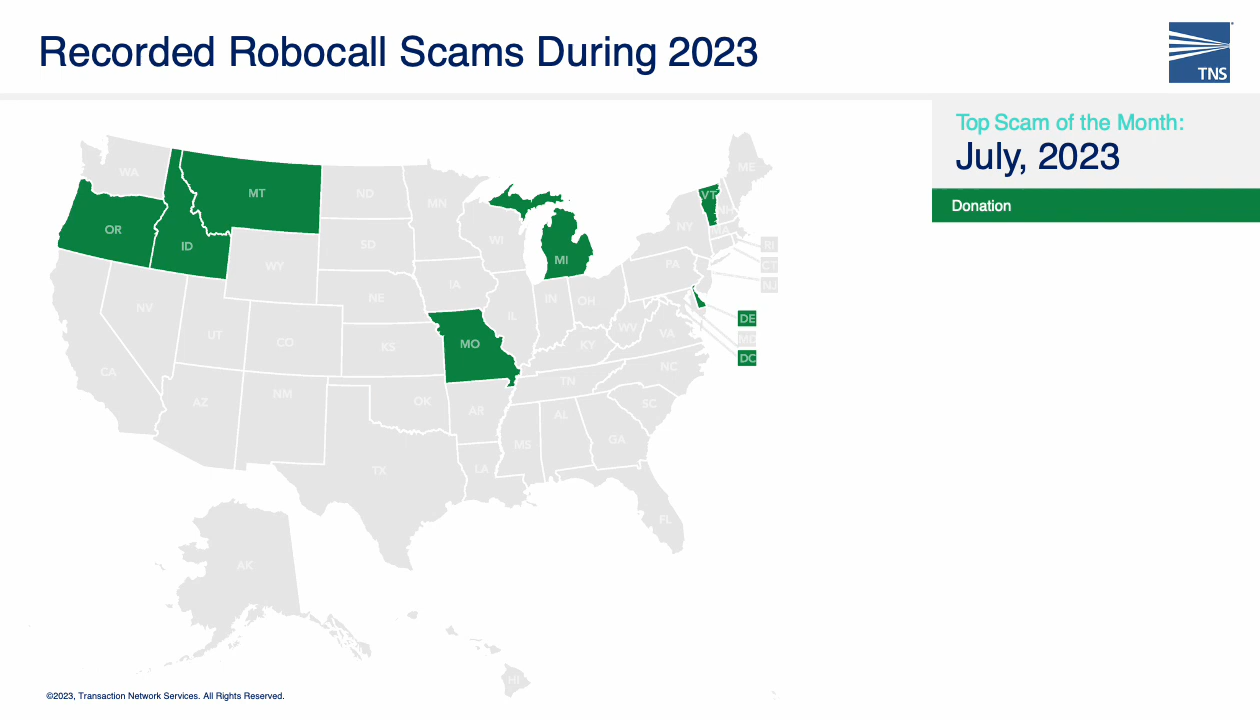 Recorded Robocall Scams During 2023
TNS
Top Scam of the Month:
July, 2023
Donation
WA
MT
ND
MN
ME
VT
NH
OR
ID
SD
WI
NY
MA
RI
WY
MI
PA
CT
NJ
NV
NE
IA
IN
OH
IL
DE
UT
CO
KS
MO
KY
WV
VA
MD
DC
CA
AZ
NM
OK
AR
TN
NC
SC
TX
LA
MS
AL
GA
FL
AK
HI
©2023, Transaction Network Services. All Rights Reserved.